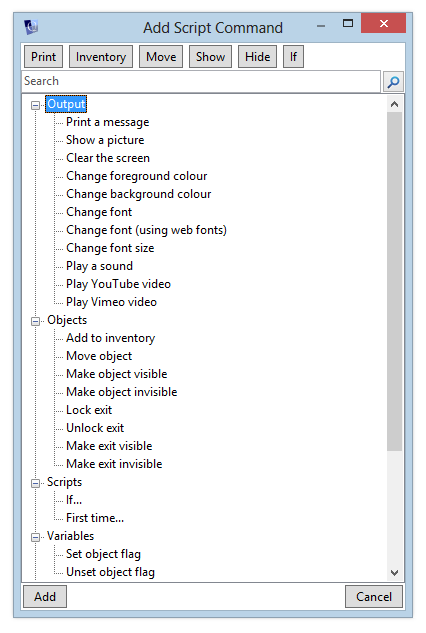 Add Script Command
Print Inventory Move Show Hide If
Search
Output
Print a message
Show a picture
Clear the screen
Change foreground colour
Change background colour
Change font
Change font (using web fonts)
Change font size
Play a sound
Play YouTube video
Play Vimeo video
Objects
Add to inventory
Move object
Make object visible
Make object invisible
Lock exit
Unlock exit
Make exit visible
Make exit invisible
Scripts
If...
First time...
Variables
Set object flag
Unset object flag
Add Cancel